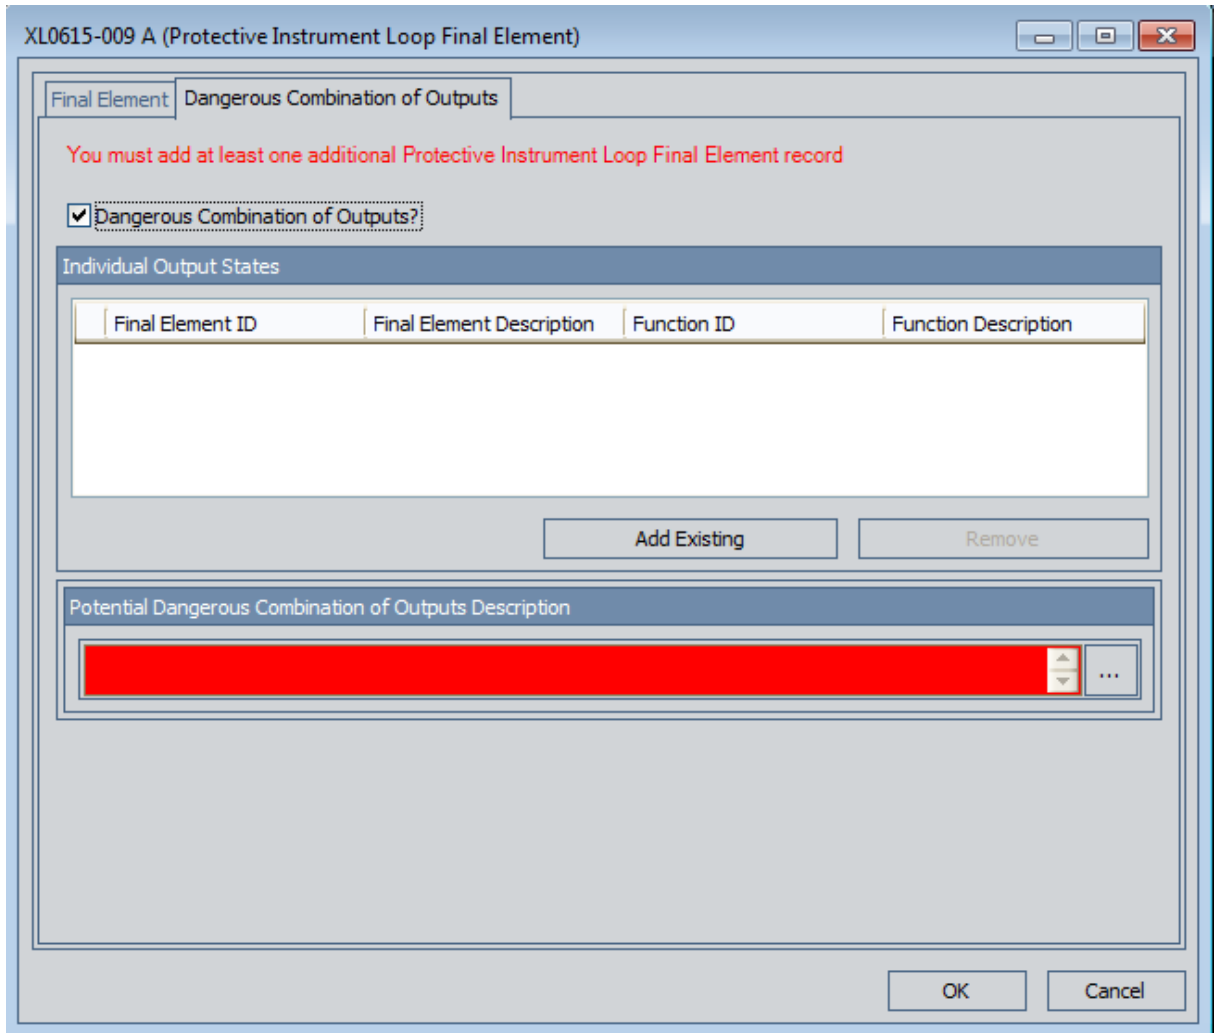 XL0615-009 A (Protective Instrument Loop Final Element)
Final Element Dangerous Combination of Outputs
You must add at least one additional Protective Instrument Loop Final Element record
Dangerous Combination of Outputs?
Individual Output States
Final Element ID Final Element Description Function ID Function Description
Add Existing Remove
Potential Dangerous Combination of Outputs Description
...
OK Cancel